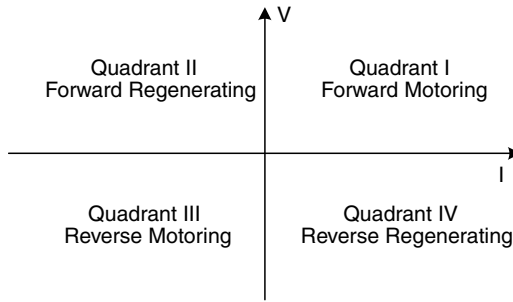 V
Quadrant II
Forward Regenerating
Quadrant I
Forward Motoring
I
Quadrant III
Reverse Motoring
Quadrant IV
Reverse Regenerating